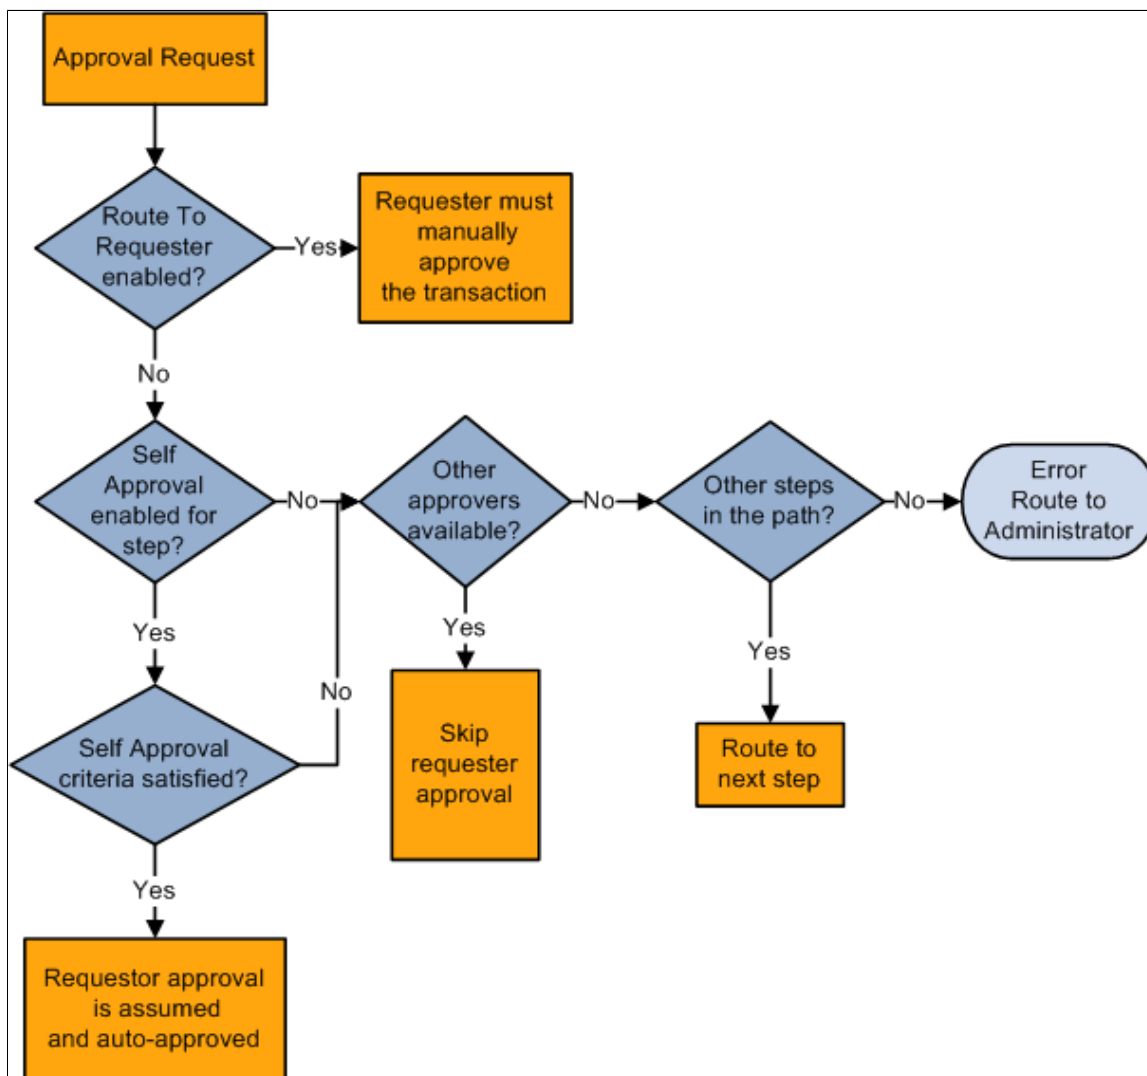 Approval Request
Route To
Requester
enabled?
Yes
Requester must
manually
approve
the transaction
No
Self
Approval
enabled for
step?
No
Other
approvers
available?
No
Other steps
in the path?
No
Error
Route to
Administrator
Yes
Yes
Yes
No
Self Approval
criteria satisfied?
Skip
requester
approval
Route to
next step
Yes
Requestor approval
is assumed
and auto-approved